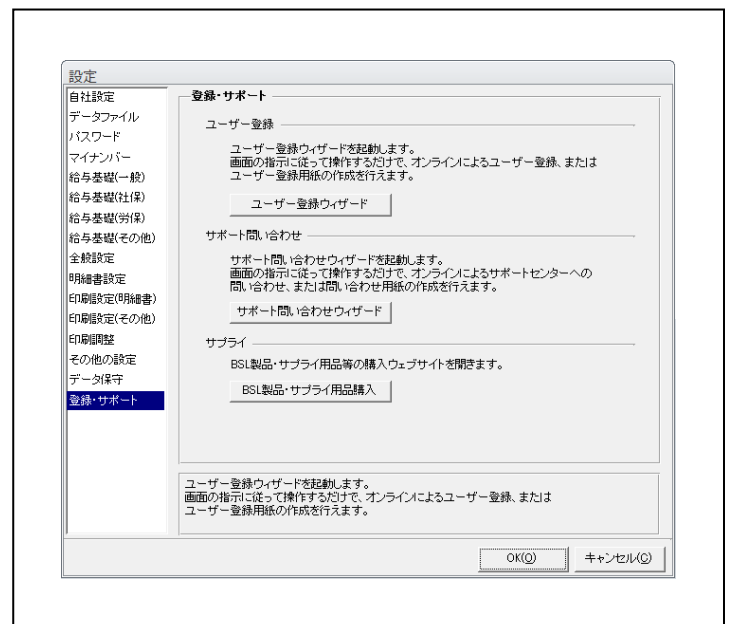 設定
自社設定
データファイル
パスワード
マイナンバー
給与基礎(一般)
給与基礎(社保)
給与基礎(労保)
給与基礎(その他)
全般設定
明細書設定
印刷設定(明細書)
印刷設定(その他)
印刷調整
その他の設定
データ保守
登録・サポート
登録・サポート
ユーザー登録
ユーザー登録ウィザードを起動します。
画面の指示に従って操作するだけで、オンラインによるユーザー登録、または
ユーザー登録用紙の作成を行えます。
ユーザー登録ウィザード
サポート問い合わせ
サポート問い合わせウィザードを起動します。
画面の指示に従って操作するだけで、オンラインによるサポートセンターへの
問い合わせ、または問い合わせ用紙の作成を行えます。
サポート問い合わせウィザード
サプライ
BSL製品・サプライ用品等の購入ウェブサイトを開きます。
BSL製品・サプライ用品購入
ユーザー登録ウィザードを起動します。
画面の指示に従って操作するだけで、オンラインによるユーザー登録、または
ユーザー登録用紙の作成を行えます。
OK(O)
キャンセル(C)